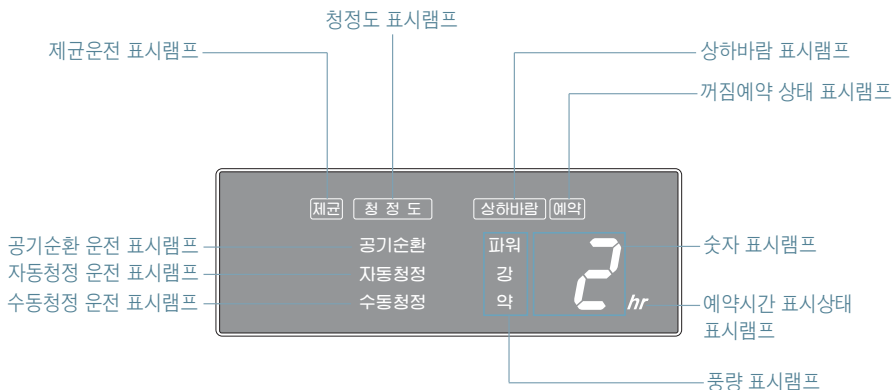 청정도 표시램프
제균운전 표시램프
상하바람 표시램프
꺼짐예약 상태 표시램프
제균 청 정 도 상하바람 예약
공기순환 운전 표시램프 공기순환 파워 2 숫자 표시램프
자동청정 운전 표시램프 자동청정 강
수동청정 운전 표시램프 수동청정 약 hr 예약시간 표시상태
표시램프
풍량 표시램프